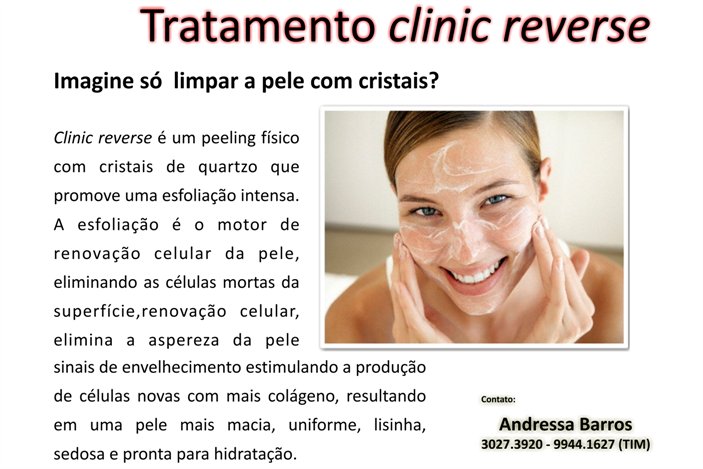 Tratamento clinic reverse
Imagine só limpar a pele com cristais?
Clinic reverse é um peeling físico
com cristais de quartzo que
promove uma esfoliação intensa.
A esfoliação é o motor de
renovação celular da pele,
eliminando as células mortas da
superfície,renovação celular,
elimina a aspereza da pele
sinais de envelhecimento estimulando a produção
de células novas com mais colágeno, resultando
em uma pele mais macia, uniforme, lisinha,
sedosa e pronta para hidratação.
Contato:
Andressa Barros
3027.3920 - 9944.1627 (TIM)